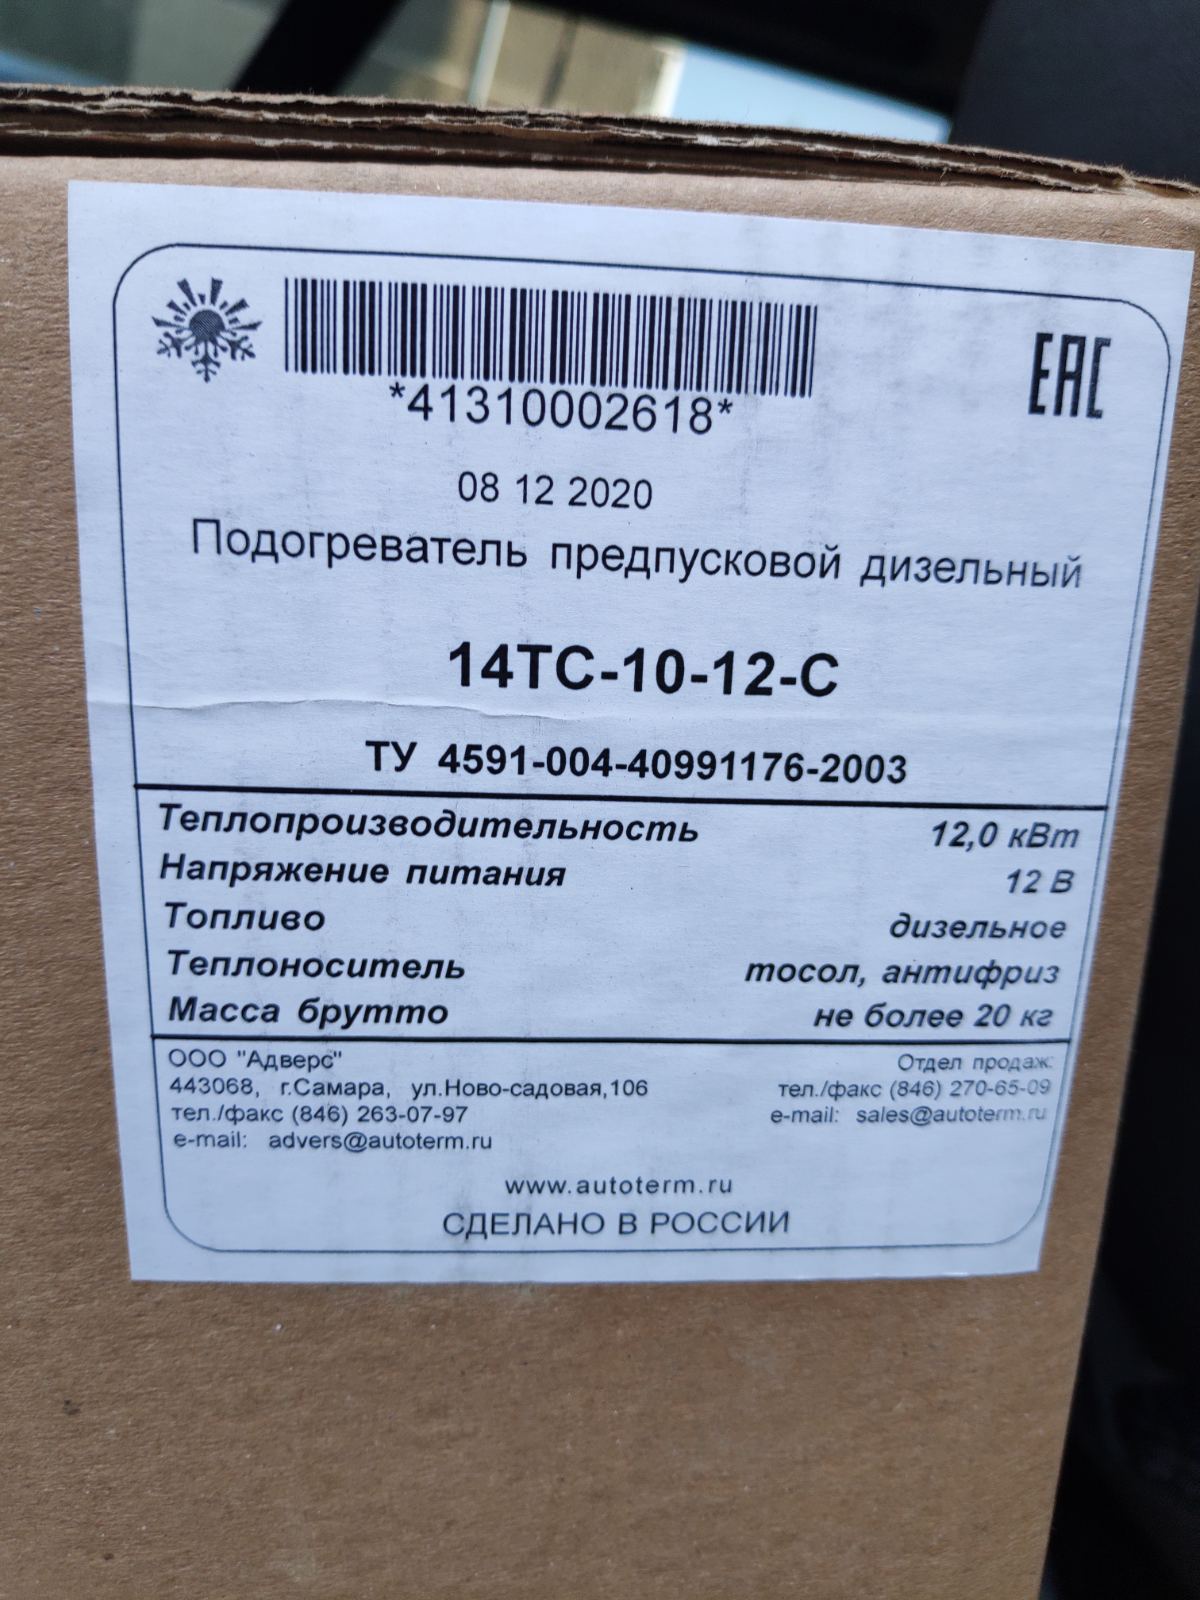 *41310002618*
EAC
08 12 2020
Подогреватель предпусковой дизельный
14ТС-10-12-С
ТУ 4591-004-40991176-2003
Теплопроизводительность 12,0 кВт
Напряжение питания 12 В
Топливо дизельное
Теплоноситель тосол, антифриз
Масса брутто не более 20 кг
ООО "Адверс" Отдел продаж:
443068, г.Самара, ул.Ново-садовая,106 тел./факс (846) 270-65-09
тел./факс (846) 263-07-97 e-mail: sales@autoterm.ru
e-mail: advers@autoterm.ru
www.autoterm.ru
СДЕЛАНО В РОССИИ